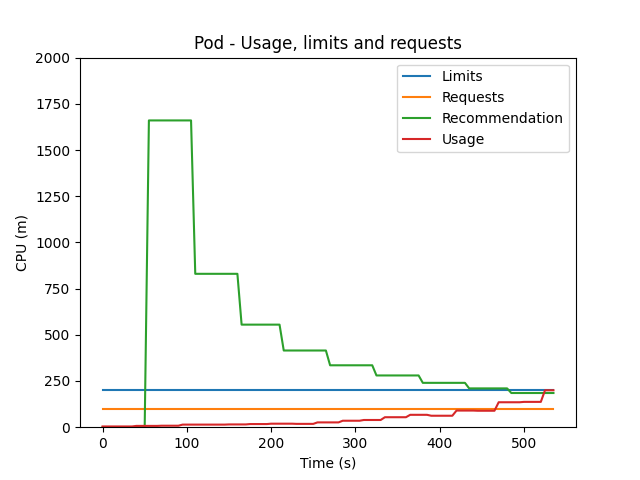 Pod - Usage, limits and requests
2000
1750
1500
1250
1000
750
500
250
0
CPU (m)
Limits
Requests
Recommendation
Usage
0 100 200 300 400 500
Time (s)